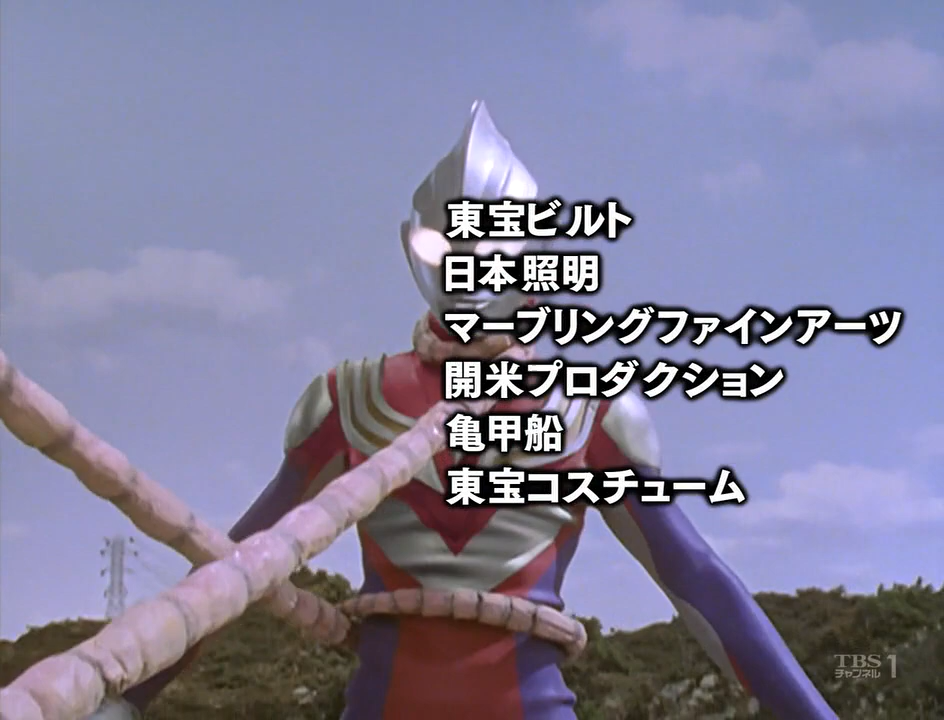 東宝ビルト
日本照明
マーブリングファインアーツ
開米プロダクション
亀甲船
東宝コスチューム
TBS 1
チャンネル